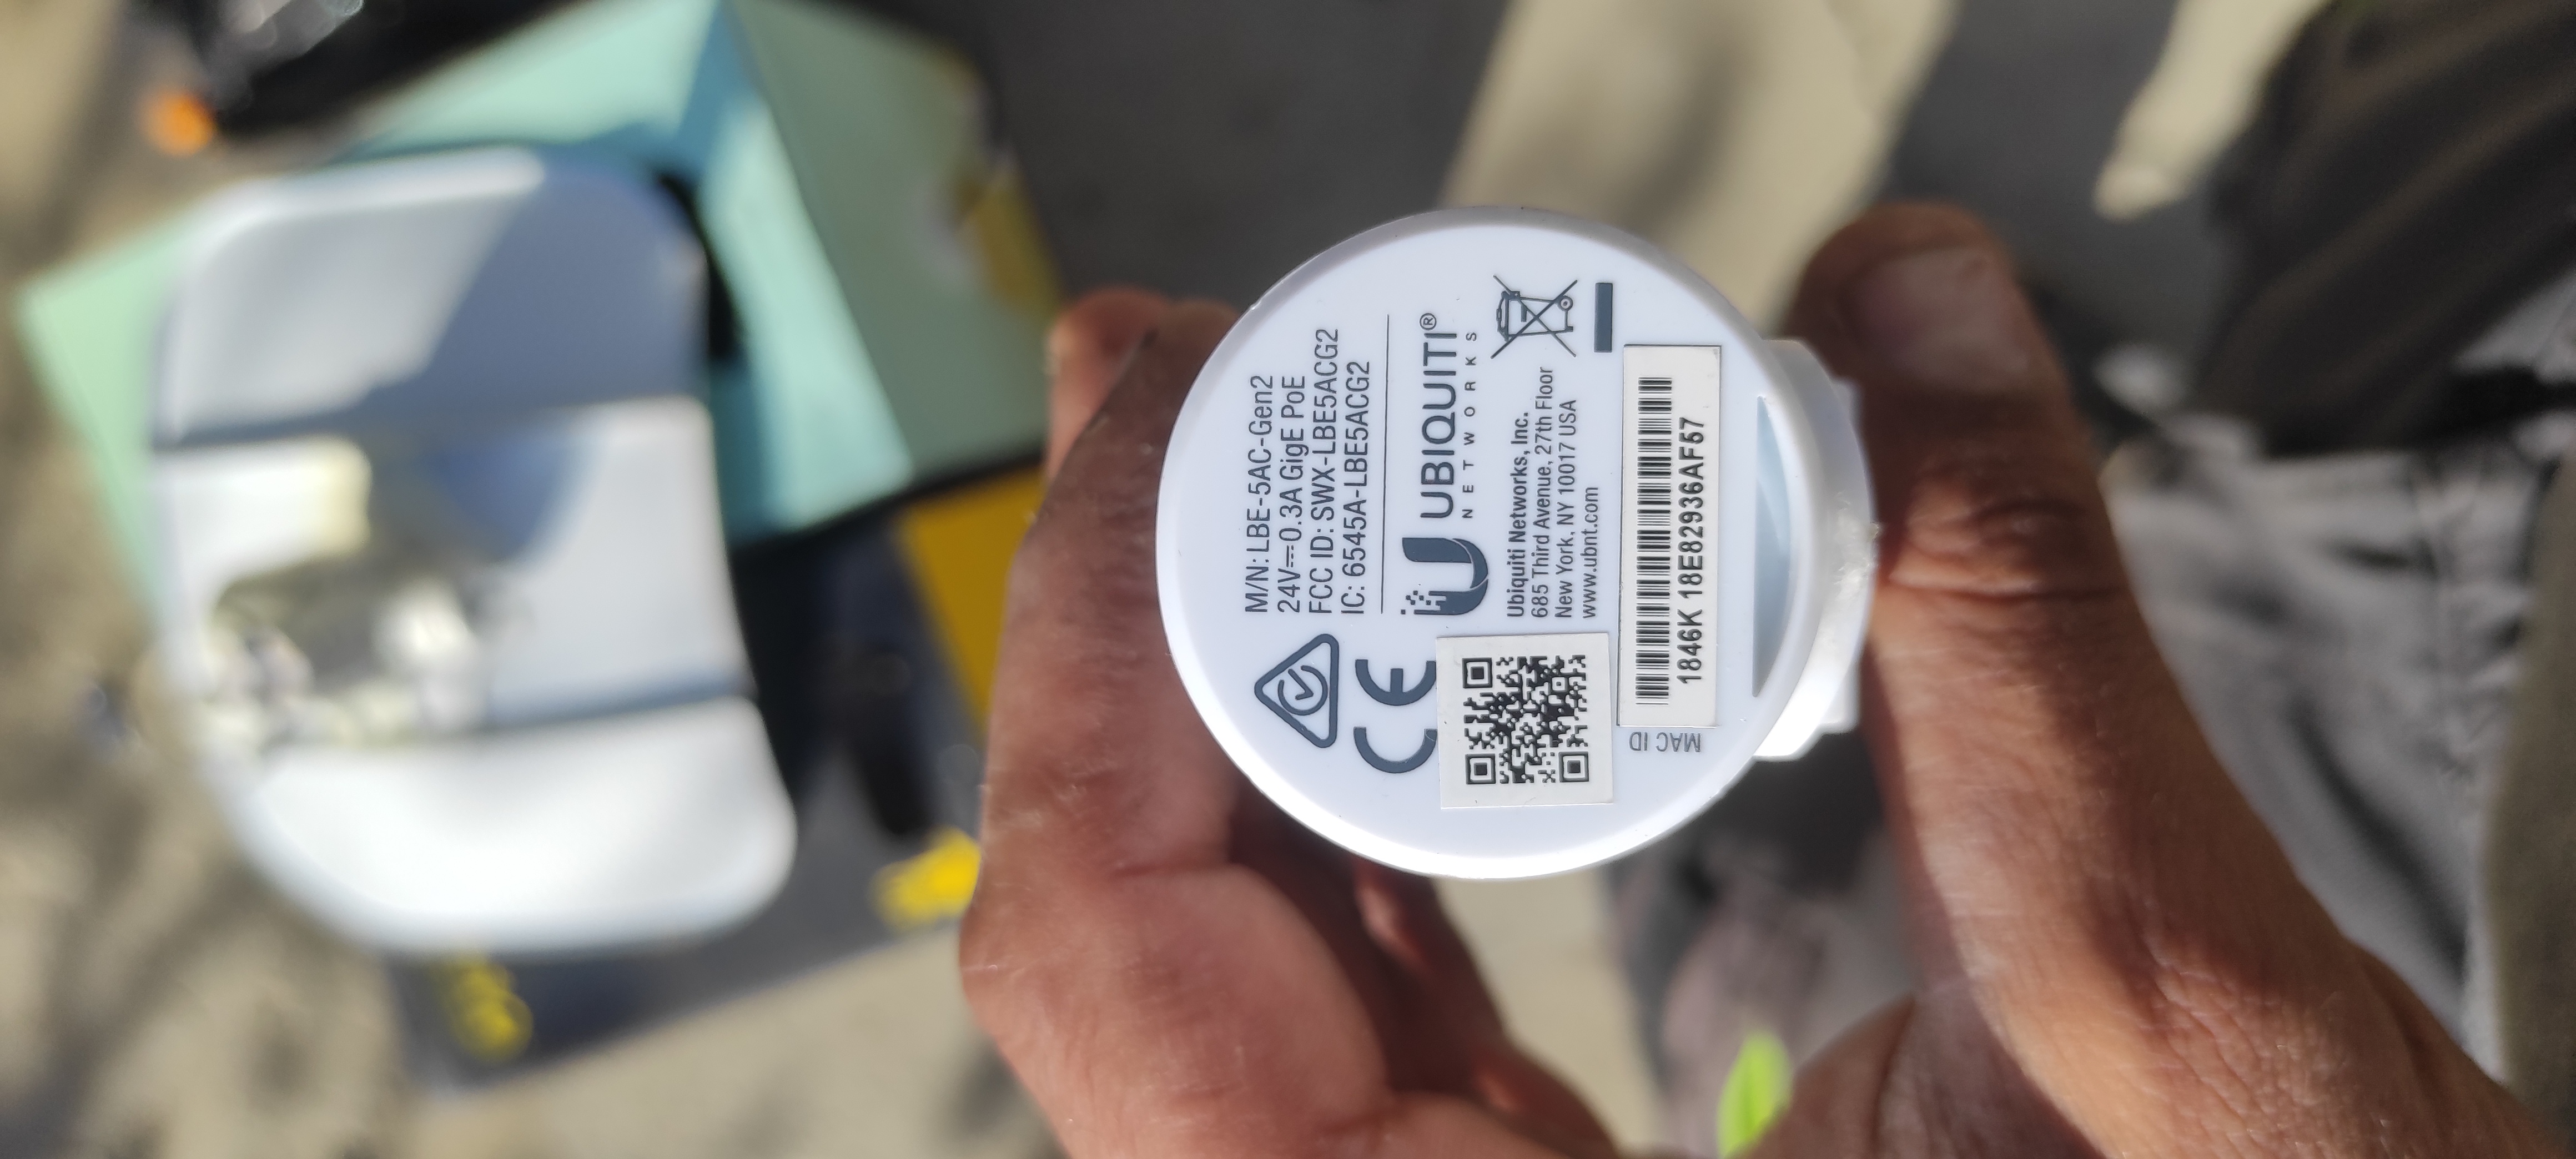 M/N: LBE-5AC-Gen2
24V⎓0.3A GigE PoE
FCC ID: SWX-LBE5ACG2
IC: 6545A-LBE5ACG2
UBIQUITI®
NETWORKS
Ubiquiti Networks, Inc.
685 Third Avenue, 27th Floor
New York, NY 10017 USA
www.ubnt.com
CE
1846K 18E82936AF57
MAC ID